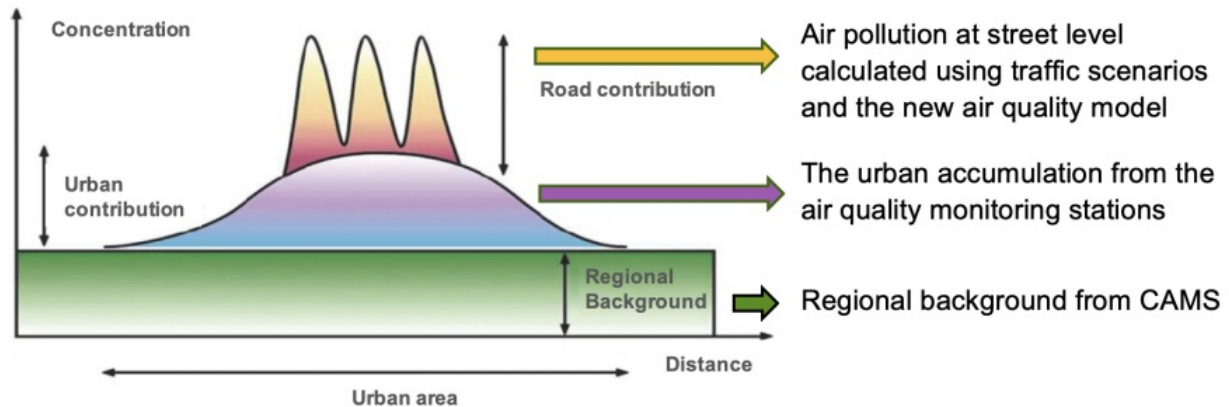 Concentration
Road contribution
Air pollution at street level
calculated using traffic scenarios
and the new air quality model
Urban
contribution
The urban accumulation from the
air quality monitoring stations
Regional
Background
Regional background from CAMS
Distance
Urban area